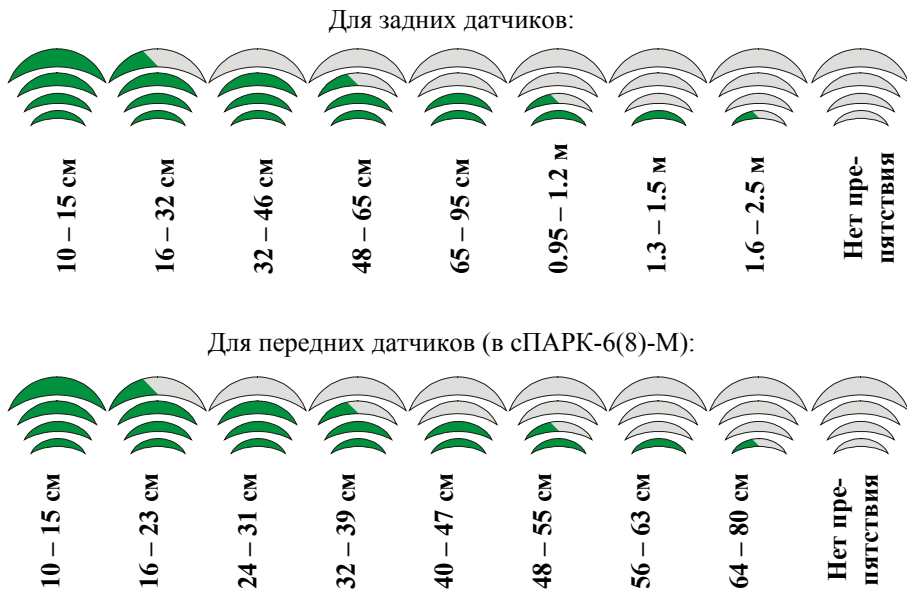 Для задних датчиков:
10 – 15 см
16 – 32 см
32 – 46 см
48 – 65 см
65 – 95 см
0.95 – 1.2 м
1.3 – 1.5 м
1.6 – 2.5 м
Нет пре-
пятствия
Для передних датчиков (в сПАРК-6(8)-М):
10 – 15 см
16 – 23 см
24 – 31 см
32 – 39 см
40 – 47 см
48 – 55 см
56 – 63 см
64 – 80 см
Нет пре-
пятствия